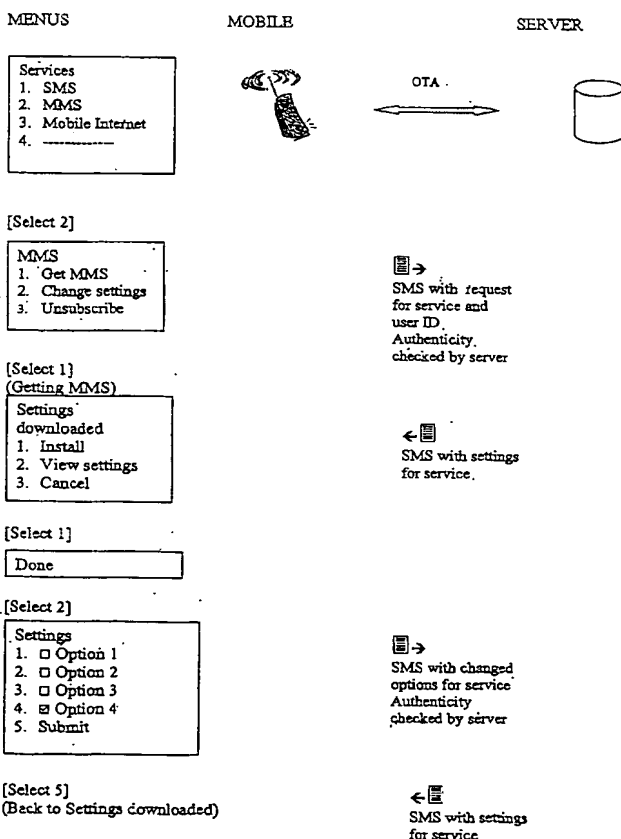 MENUS MOBILE SERVER
Services
1. SMS
2. MMS
3. Mobile Internet
4. -------------
OTA
[Select 2]
MMS
1. Get MMS
2. Change settings
3. Unsubscribe
SMS with request
for service and
user ID
Authenticity
checked by server
[Select 1]
(Getting MMS)
Settings
downloaded
1. Install
2. View settings
3. Cancel
SMS with settings
for service.
[Select 1]
Done
[Select 2]
Settings
1. □ Option 1
2. □ Option 2
3. □ Option 3
4. ☒ Option 4
5. Submit
SMS with changed
options for service
Authenticity
checked by server
[Select 5]
(Back to Settings downloaded)
SMS with settings
for service